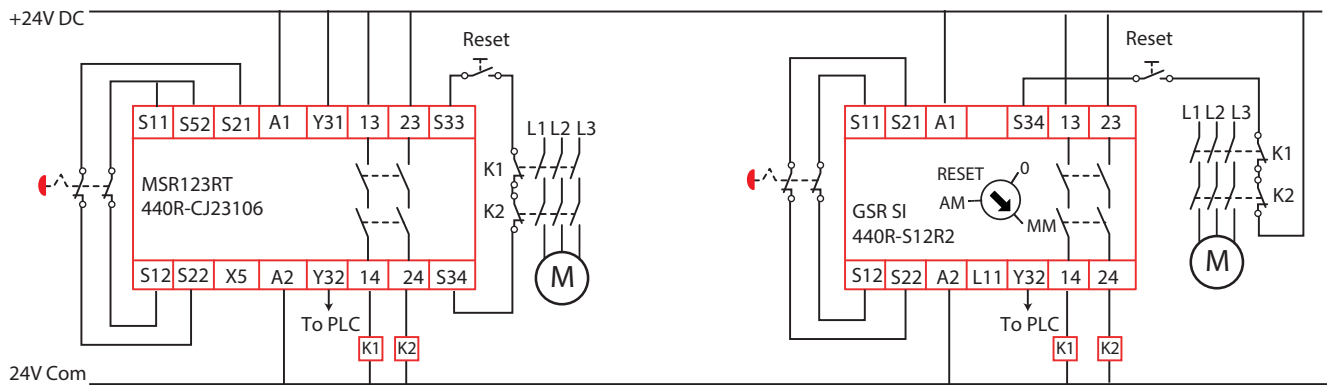 +24V DC
Reset
S11 S52 S21 A1 Y31 13 23 S33
L1 L2 L3
K1
K2
MSR123RT
440R-CJ23106
M
S12 S22 X5 A2 Y32 14 24 S34
To PLC
K1 K2
Reset
S11 S21 A1 S34 13 23
L1 L2 L3
K1
K2
RESET
0
AM
MM
GSR SI
440R-S12R2
M
S12 S22 A2 L11 Y32 14 24
To PLC
K1 K2
24V Com